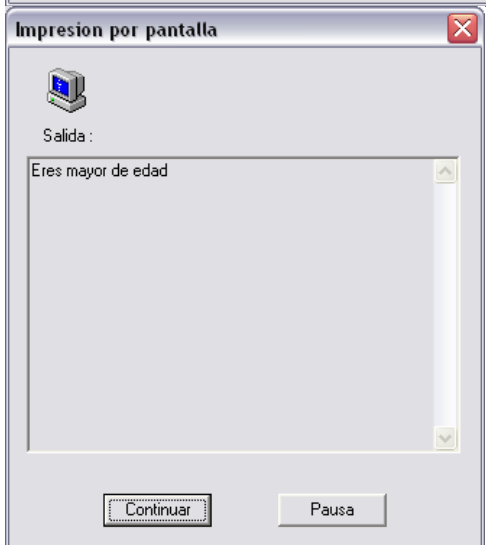 Impresion por pantalla
Salida :
Eres mayor de edad
Continuar
Pausa